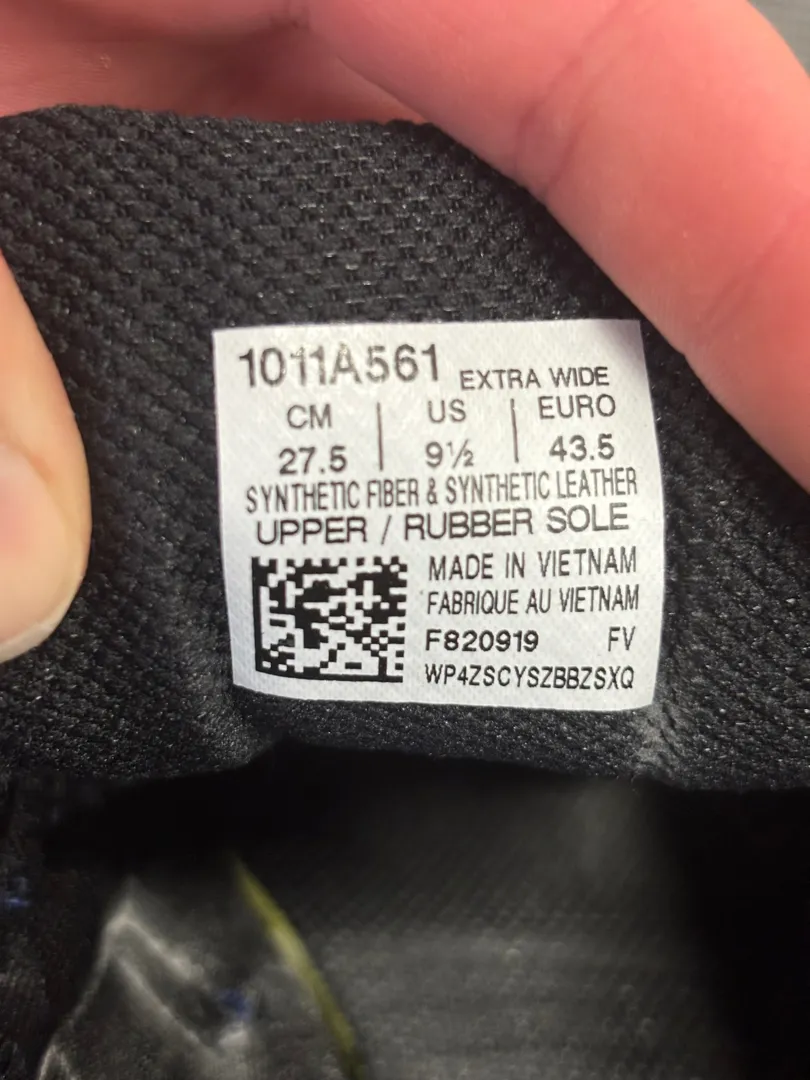 1011A561 EXTRA WIDE
CM | US | EURO
27.5 | 9½ | 43.5
SYNTHETIC FIBER & SYNTHETIC LEATHER
UPPER / RUBBER SOLE
MADE IN VIETNAM
FABRIQUE AU VIETNAM
F820919 FV
WP4ZSCYSZBBZSXQ